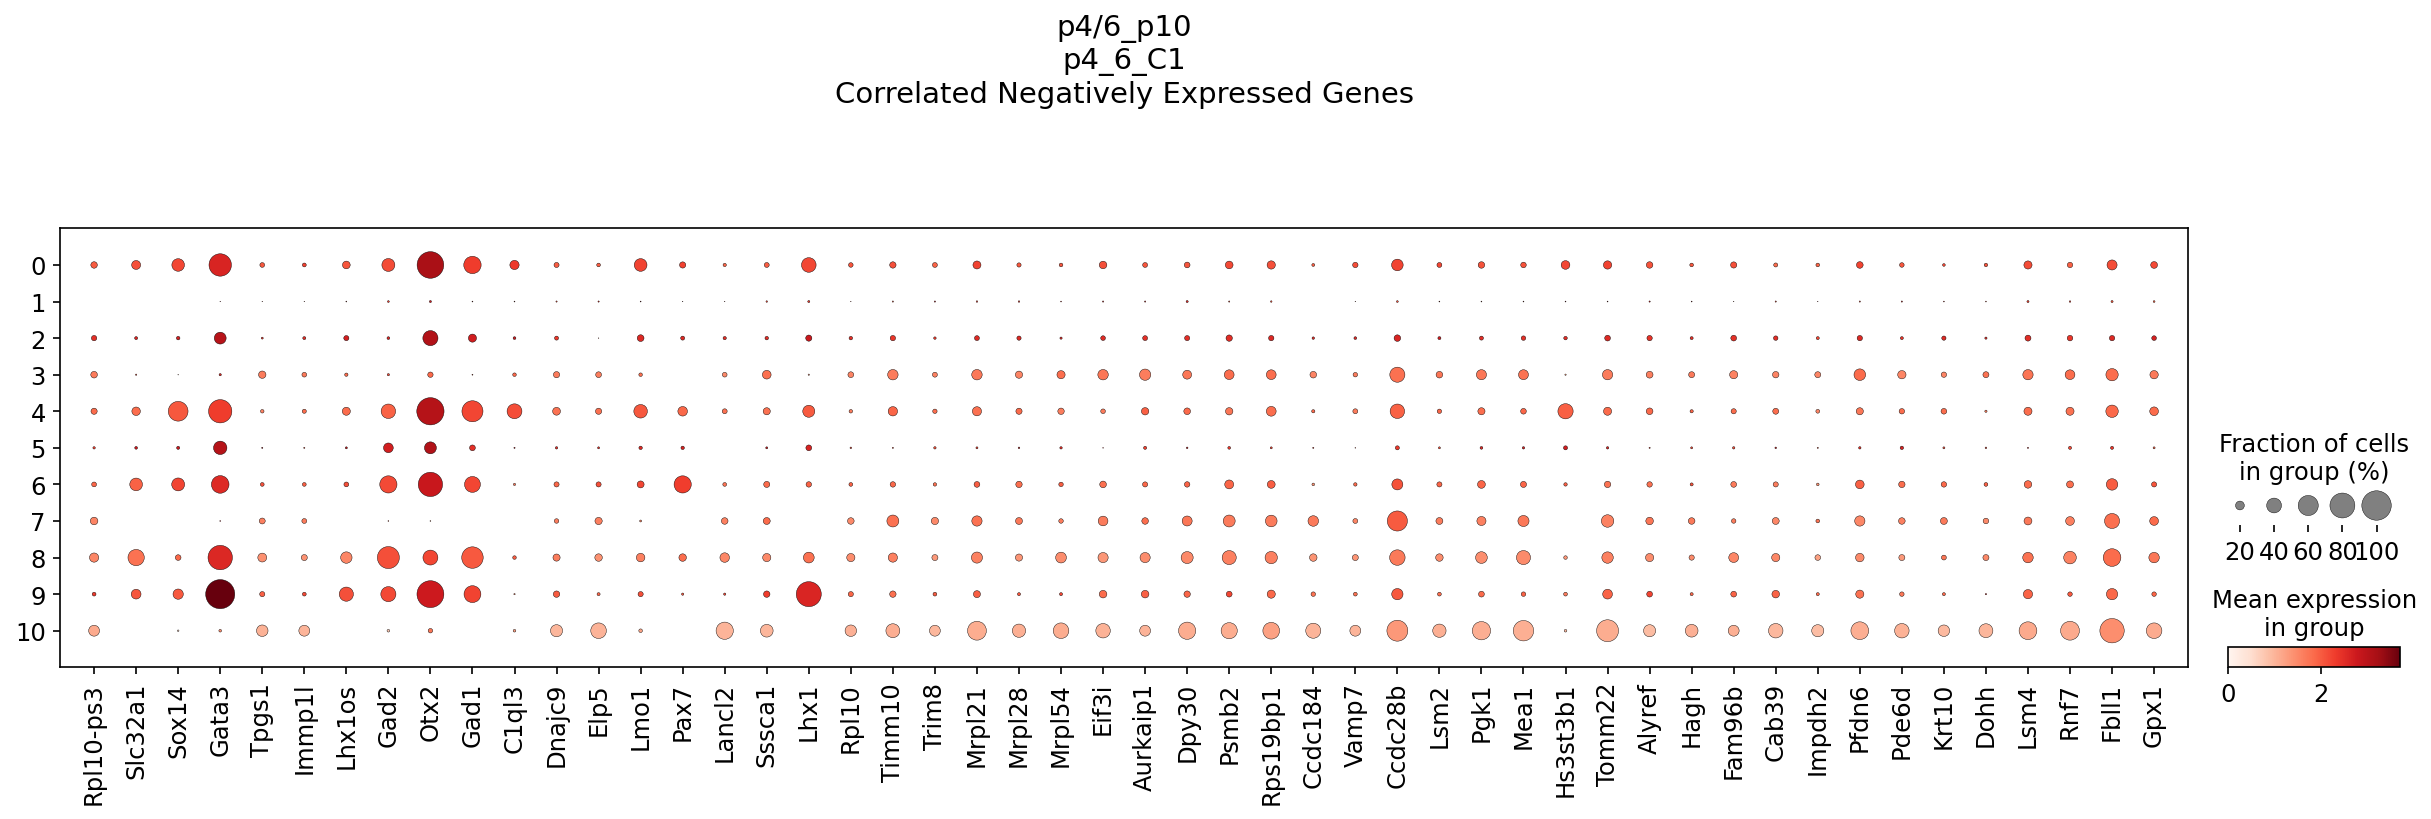 p4/6_p10
p4_6_C1
Correlated Negatively Expressed Genes
0
1
2
3
4
5
6
7
8
9
10
Rpl10-ps3
Slc32a1
Sox14
Gata3
Tpgs1
Immp1l
Lhx1os
Gad2
Otx2
Gad1
C1ql3
Dnajc9
Elp5
Lmo1
Pax7
Lancl2
Sssca1
Lhx1
Rpl10
Timm10
Trim8
Mrpl21
Mrpl28
Mrpl54
Eif3i
Aurkaip1
Dpy30
Psmb2
Rps19bp1
Ccdc184
Vamp7
Ccdc28b
Lsm2
Pgk1
Mea1
Hs3st3b1
Tomm22
Alyref
Hagh
Fam96b
Cab39
Impdh2
Pfdn6
Pde6d
Krt10
Dohh
Lsm4
Rnf7
Fbll1
Gpx1
Fraction of cells
in group (%)
20 40 60 80 100
Mean expression
in group
0 2